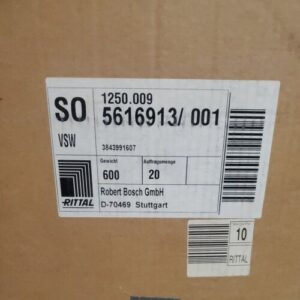 SO
1250.009
5616913/ 001
VSW
3843991607
Gewicht
Auftragsmenge
600
20
Robert Bosch GmbH
D-70469 Stuttgart
RITTAL
10
RITTAL